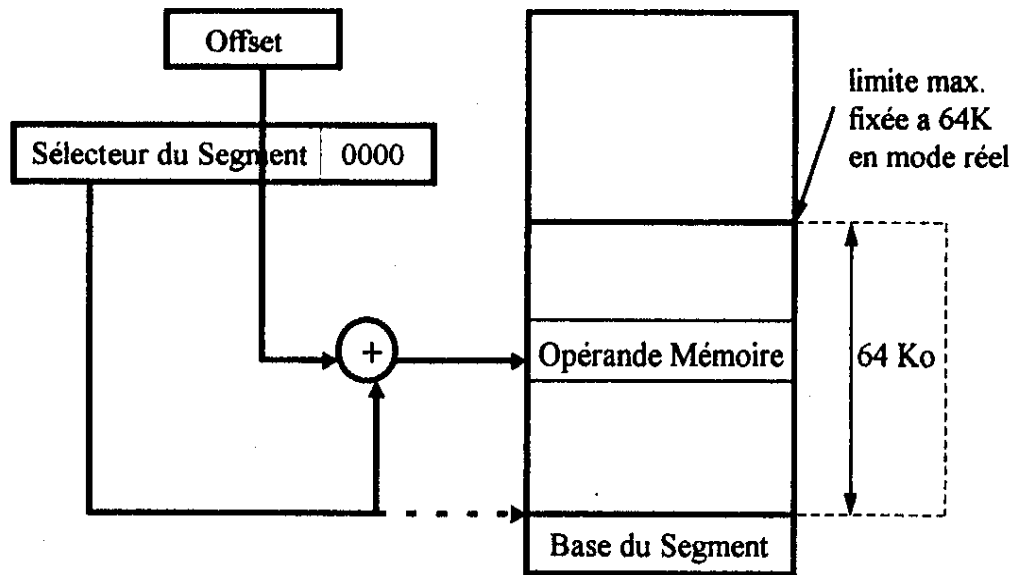 Offset
limite max.
fixée a 64K
en mode réel
Sélecteur du Segment 0000
+
Opérande Mémoire
64 Ko
Base du Segment